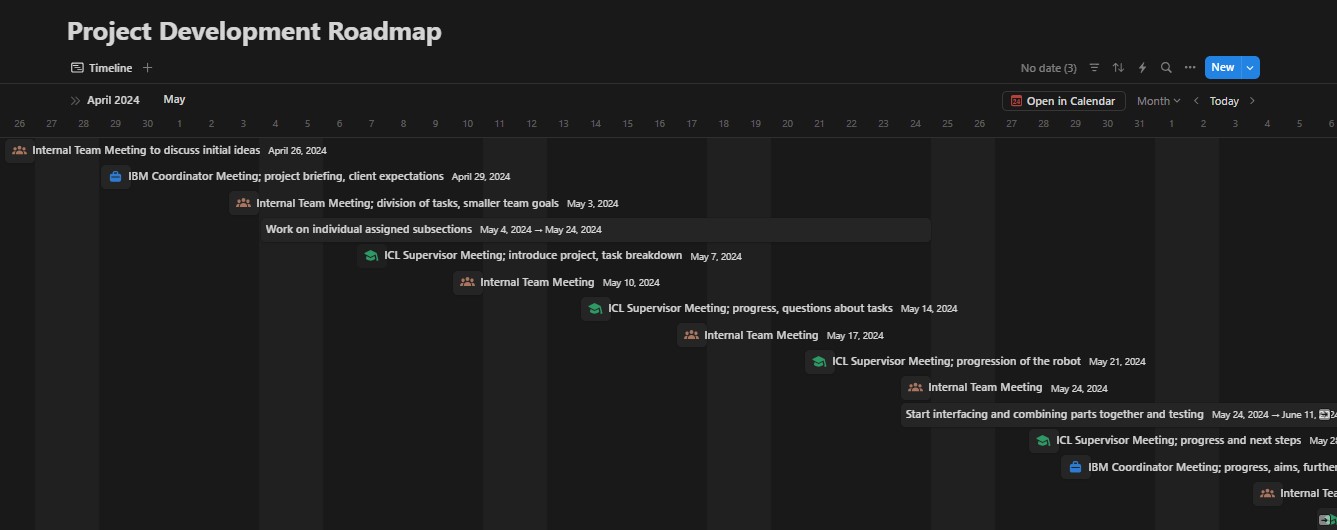 Project Development Roadmap
Timeline +
No date (3) New
April 2024 May Open in Calendar Month Today
26 27 28 29 30 1 2 3 4 5 6 7 8 9 10 11 12 13 14 15 16 17 18 19 20 21 22 23 24 25 26 27 28 29 30 31 1 2 3 4 5 6
Internal Team Meeting to discuss initial ideas April 26, 2024
IBM Coordinator Meeting; project briefing, client expectations April 29, 2024
Internal Team Meeting; division of tasks, smaller team goals May 3, 2024
Work on individual assigned subsections May 4, 2024 → May 24, 2024
ICL Supervisor Meeting; introduce project, task breakdown May 7, 2024
Internal Team Meeting May 10, 2024
ICL Supervisor Meeting; progress, questions about tasks May 14, 2024
Internal Team Meeting May 17, 2024
ICL Supervisor Meeting; progression of the robot May 21, 2024
Internal Team Meeting May 24, 2024
Start interfacing and combining parts together and testing May 24, 2024 → June 11,
ICL Supervisor Meeting; progress and next steps May
IBM Coordinator Meeting; progress, aims,
Internal